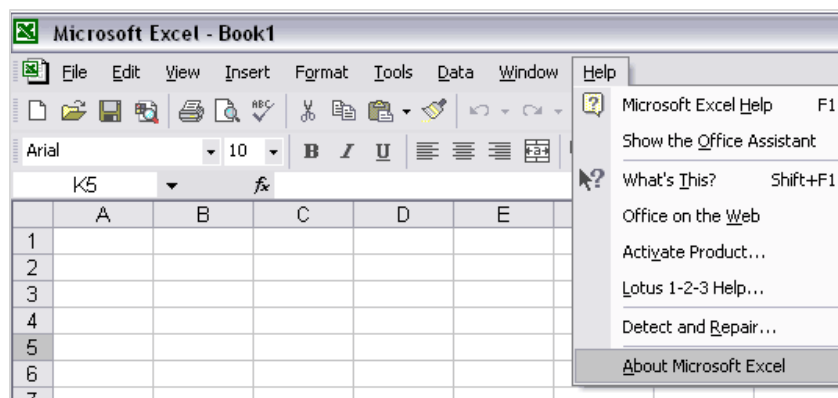 Microsoft Excel - Book1
File Edit View Insert Format Tools Data Window Help
ABC
Arial 10 B I U a
K5 fx
A B C D E
1
2
3
4
5
6
7
? Microsoft Excel Help F1
Show the Office Assistant
? What's This? Shift+F1
Office on the Web
Activate Product...
Lotus 1-2-3 Help...
Detect and Repair...
About Microsoft Excel